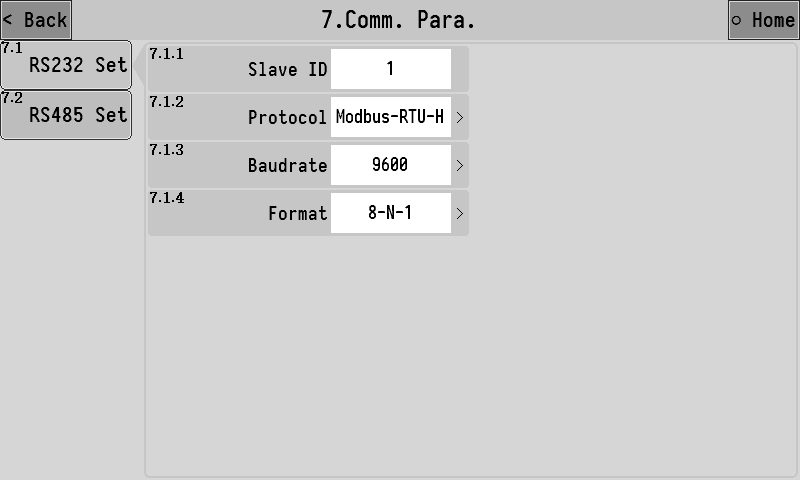 < Back
7.Comm. Para.
○ Home
7.1
RS232 Set
7.2
RS485 Set
7.1.1
Slave ID
1
7.1.2
Protocol
Modbus-RTU-H >
7.1.3
Baudrate
9600 >
7.1.4
Format
8-N-1 >